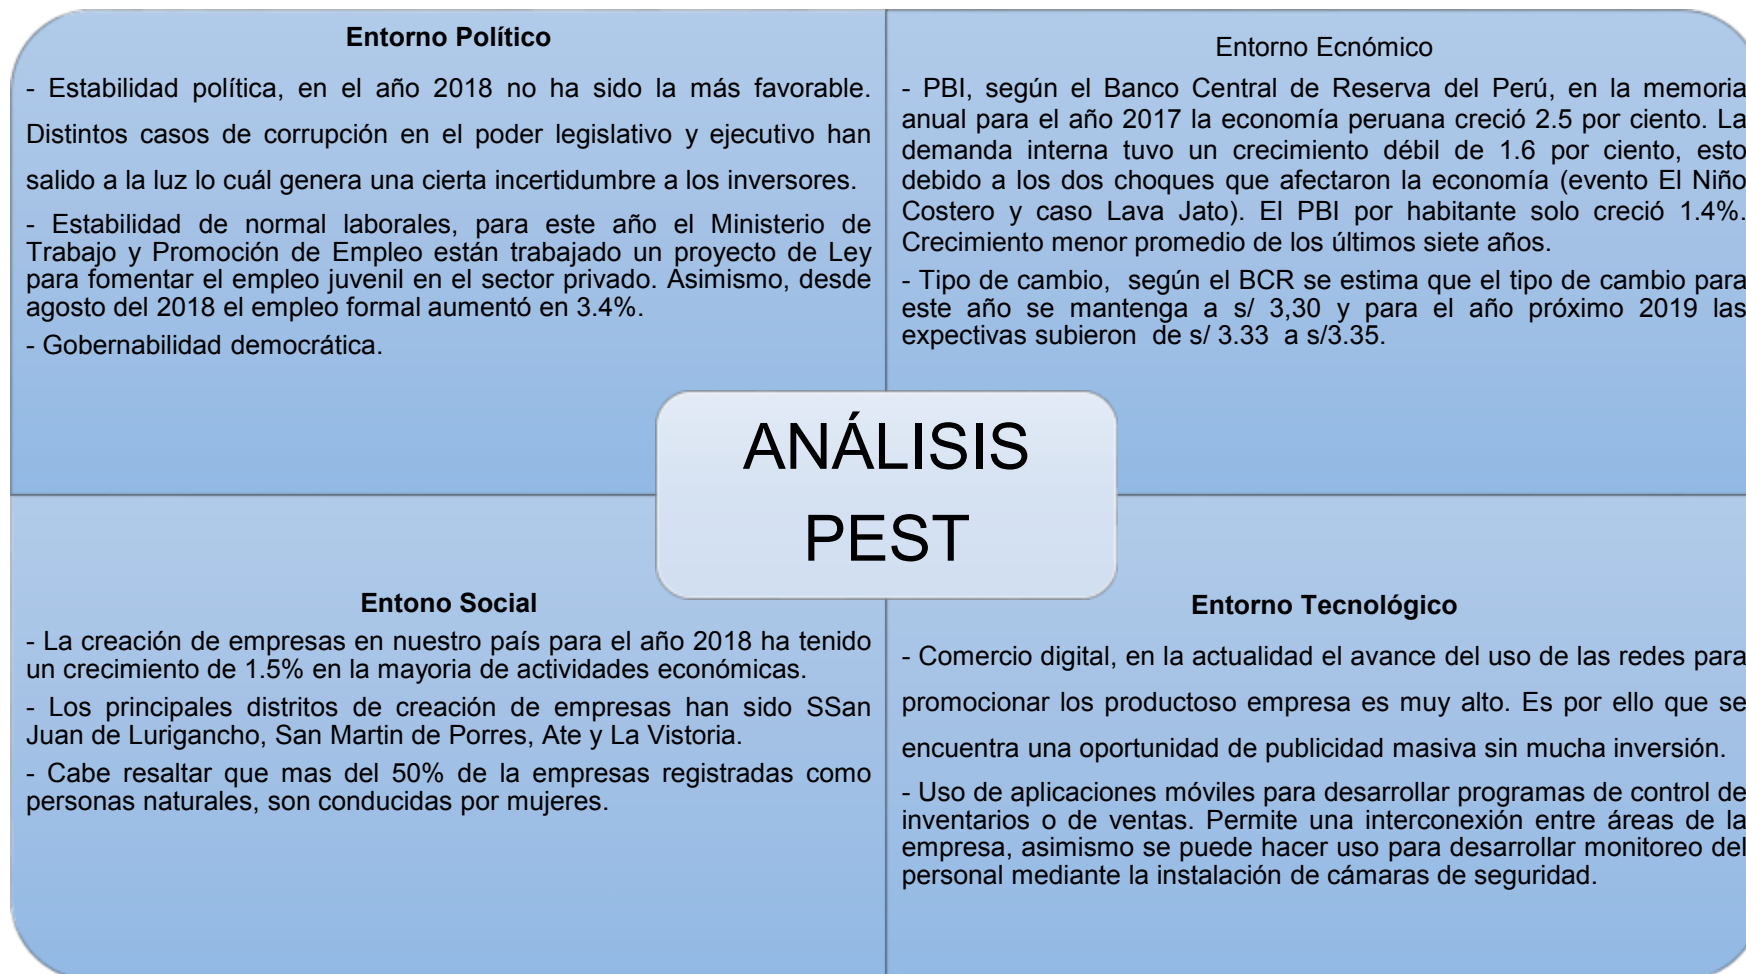 Entorno Político
- Estabilidad política, en el año 2018 no ha sido la más favorable.
Distintos casos de corrupción en el poder legislativo y ejecutivo han
salido a la luz lo cuál genera una cierta incertidumbre a los inversores.
- Estabilidad de normal laborales, para este año el Ministerio de
Trabajo y Promoción de Empleo están trabajado un proyecto de Ley
para fomentar el empleo juvenil en el sector privado. Asimismo, desde
agosto del 2018 el empleo formal aumentó en 3.4%.
- Gobernabilidad democrática.
Entorno Ecnómico
- PBI, según el Banco Central de Reserva del Perú, en la memoria
anual para el año 2017 la economía peruana creció 2.5 por ciento. La
demanda interna tuvo un crecimiento débil de 1.6 por ciento, esto
debido a los dos choques que afectaron la economía (evento El Niño
Costero y caso Lava Jato). El PBI por habitante solo creció 1.4%.
Crecimiento menor promedio de los últimos siete años.
- Tipo de cambio,  según el BCR se estima que el tipo de cambio para
este año se mantenga a s/ 3,30 y para el año próximo 2019 las
expectivas subieron  de s/ 3.33  a s/3.35.
ANÁLISIS
PEST
Entono Social
- La creación de empresas en nuestro país para el año 2018 ha tenido
un crecimiento de 1.5% en la mayoria de actividades económicas.
- Los principales distritos de creación de empresas han sido SSan
Juan de Lurigancho, San Martin de Porres, Ate y La Vistoria.
- Cabe resaltar que mas del 50% de la empresas registradas como
personas naturales, son conducidas por mujeres.
Entorno Tecnológico
- Comercio digital, en la actualidad el avance del uso de las redes para
promocionar los productoso empresa es muy alto. Es por ello que se
encuentra una oportunidad de publicidad masiva sin mucha inversión.
- Uso de aplicaciones móviles para desarrollar programas de control de
inventarios o de ventas. Permite una interconexión entre áreas de la
empresa, asimismo se puede hacer uso para desarrollar monitoreo del
personal mediante la instalación de cámaras de seguridad.